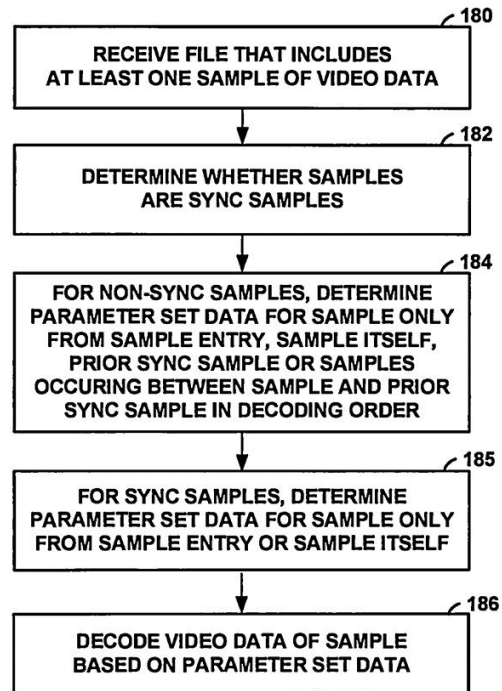 180
RECEIVE FILE THAT INCLUDES
AT LEAST ONE SAMPLE OF VIDEO DATA
182
DETERMINE WHETHER SAMPLES
ARE SYNC SAMPLES
184
FOR NON-SYNC SAMPLES, DETERMINE
PARAMETER SET DATA FOR SAMPLE ONLY
FROM SAMPLE ENTRY, SAMPLE ITSELF,
PRIOR SYNC SAMPLE OR SAMPLES
OCCURING BETWEEN SAMPLE AND PRIOR
SYNC SAMPLE IN DECODING ORDER
185
FOR SYNC SAMPLES, DETERMINE
PARAMETER SET DATA FOR SAMPLE ONLY
FROM SAMPLE ENTRY OR SAMPLE ITSELF
186
DECODE VIDEO DATA OF SAMPLE
BASED ON PARAMETER SET DATA